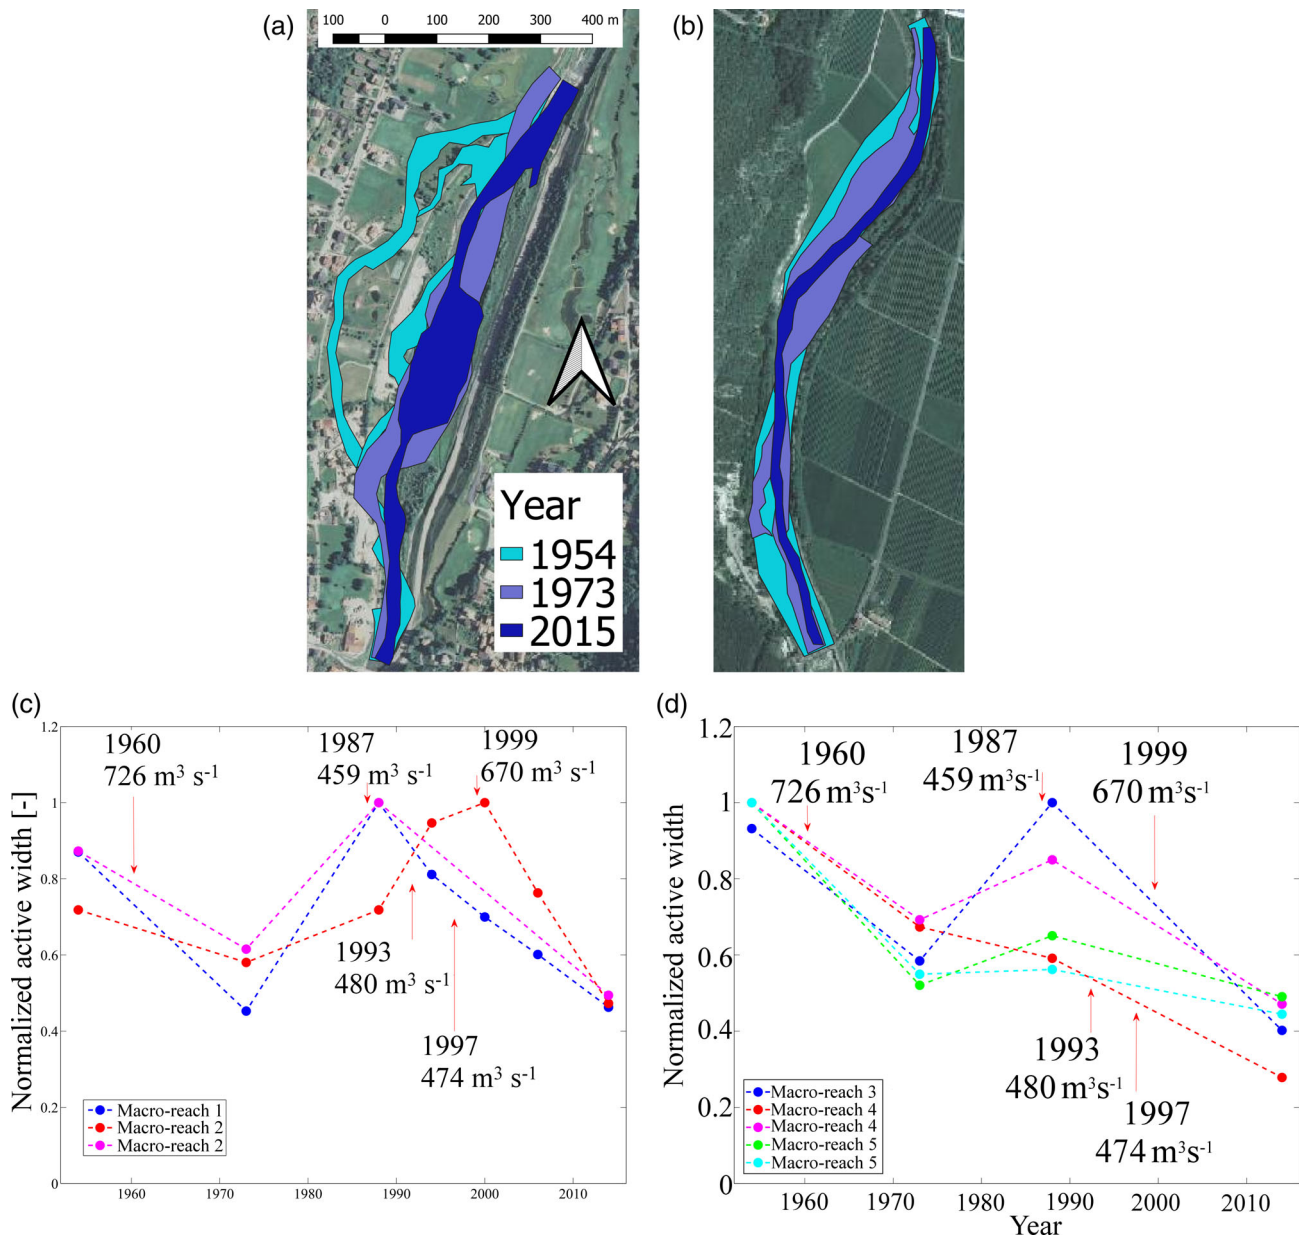 (a)
100 0 100 200 300 400 m
(b)
Year
1954
1973
2015
(c)
Normalized active width [-]
1.2
1
0.8
0.6
0.4
0.2
0
1960
726 m³ s⁻¹
1987
459 m³ s⁻¹
1999
670 m³ s⁻¹
1993
480 m³ s⁻¹
1997
474 m³ s⁻¹
Macro-reach 1
Macro-reach 2
Macro-reach 2
1960 1970 1980 1990 2000 2010
(d)
Normalized active width
1.2
1
0.8
0.6
0.4
0.2
0
1960
726 m³s⁻¹
1987
459 m³s⁻¹
1999
670 m³s⁻¹
1993
480 m³s⁻¹
1997
474 m³s⁻¹
Macro-reach 3
Macro-reach 4
Macro-reach 4
Macro-reach 5
Macro-reach 5
1960 1970 1980 1990 2000 2010
Year